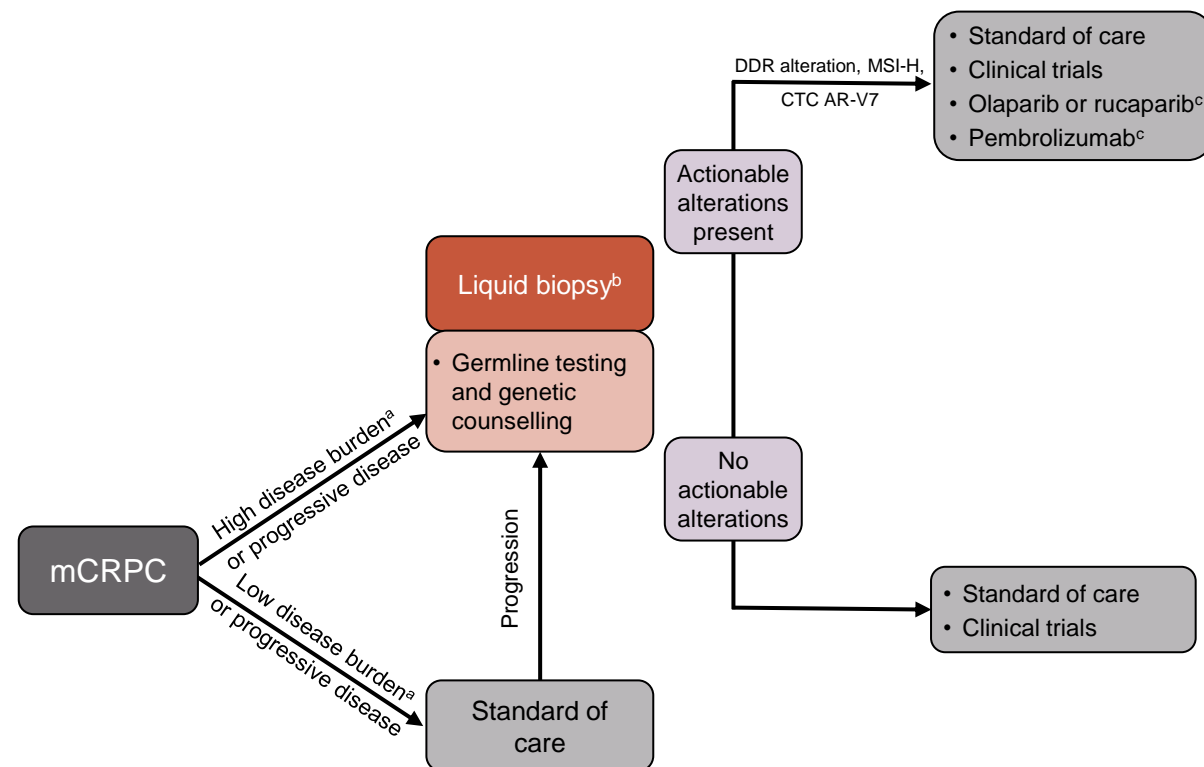 mCRPC
High disease burdenᵃ
or progressive disease
Low disease burdenᵃ
or progressive disease
Standard of
care
Progression
Liquid biopsyᵇ
• Germline testing
and genetic
counselling
Actionable
alterations
present
No
actionable
alterations
DDR alteration, MSI-H,
CTC AR-V7
• Standard of care
• Clinical trials
• Olaparib or rucaparibᶜ
• Pembrolizumabᶜ
• Standard of care
• Clinical trials